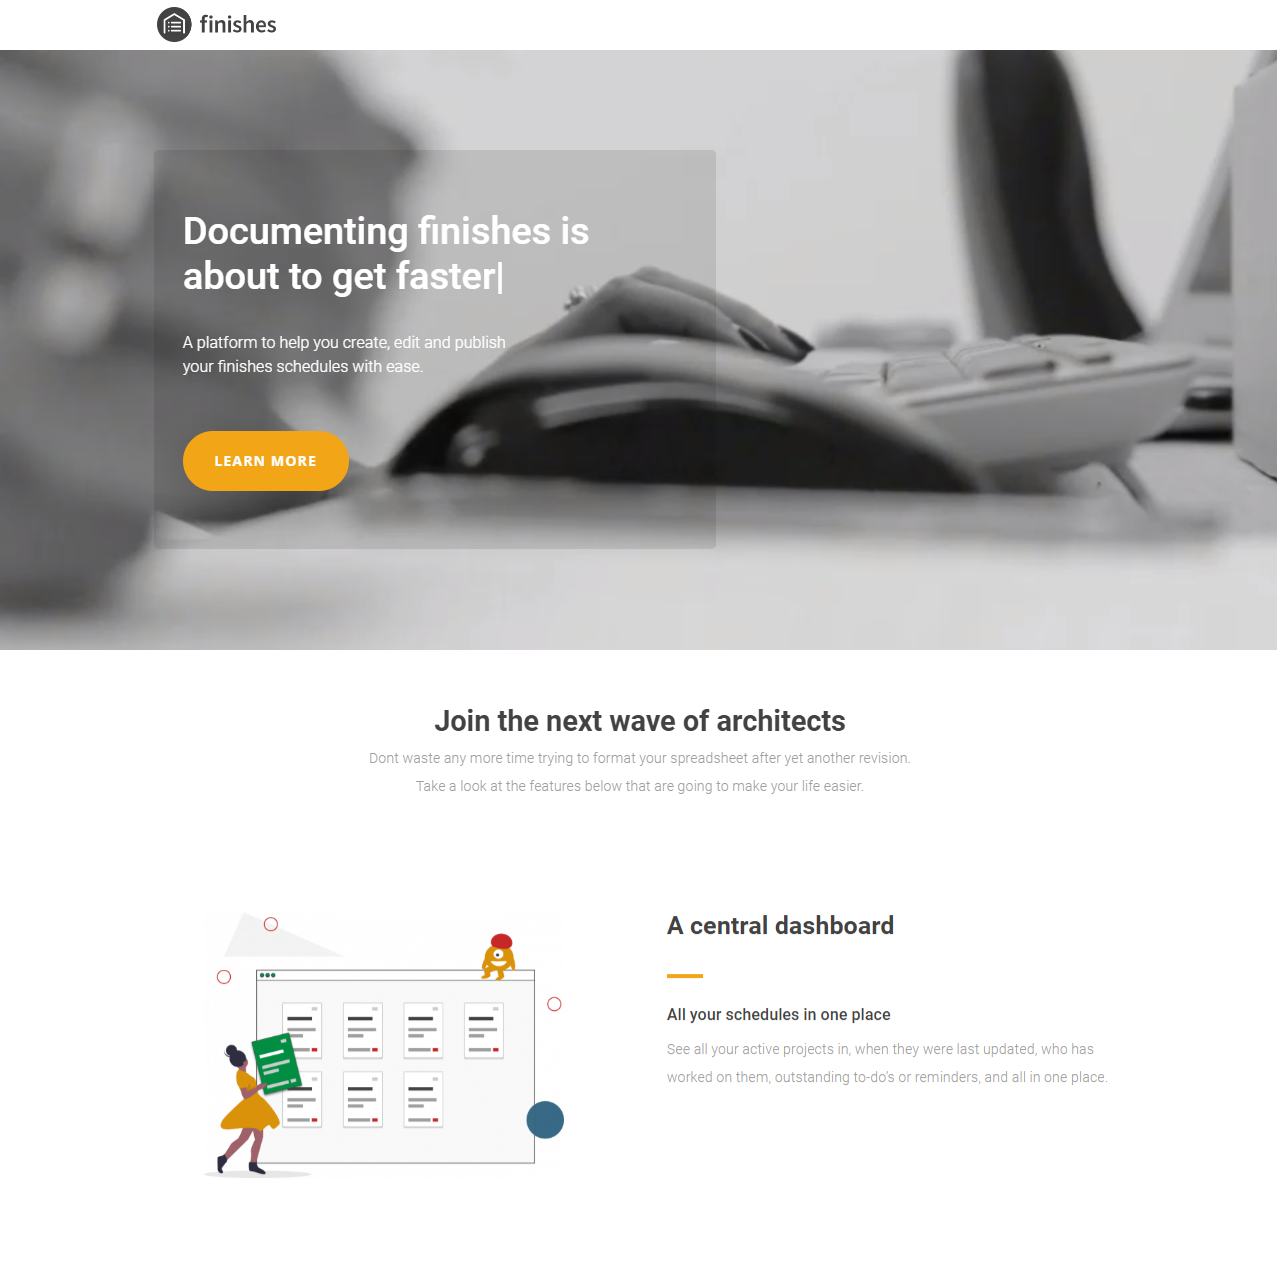 finishes
Documenting finishes is
about to get faster|
A platform to help you create, edit and publish
your finishes schedules with ease.
LEARN MORE
Join the next wave of architects
Dont waste any more time trying to format your spreadsheet after yet another revision.
Take a look at the features below that are going to make your life easier.
A central dashboard
All your schedules in one place
See all your active projects in, when they were last updated, who has
worked on them, outstanding to-do's or reminders, and all in one place.